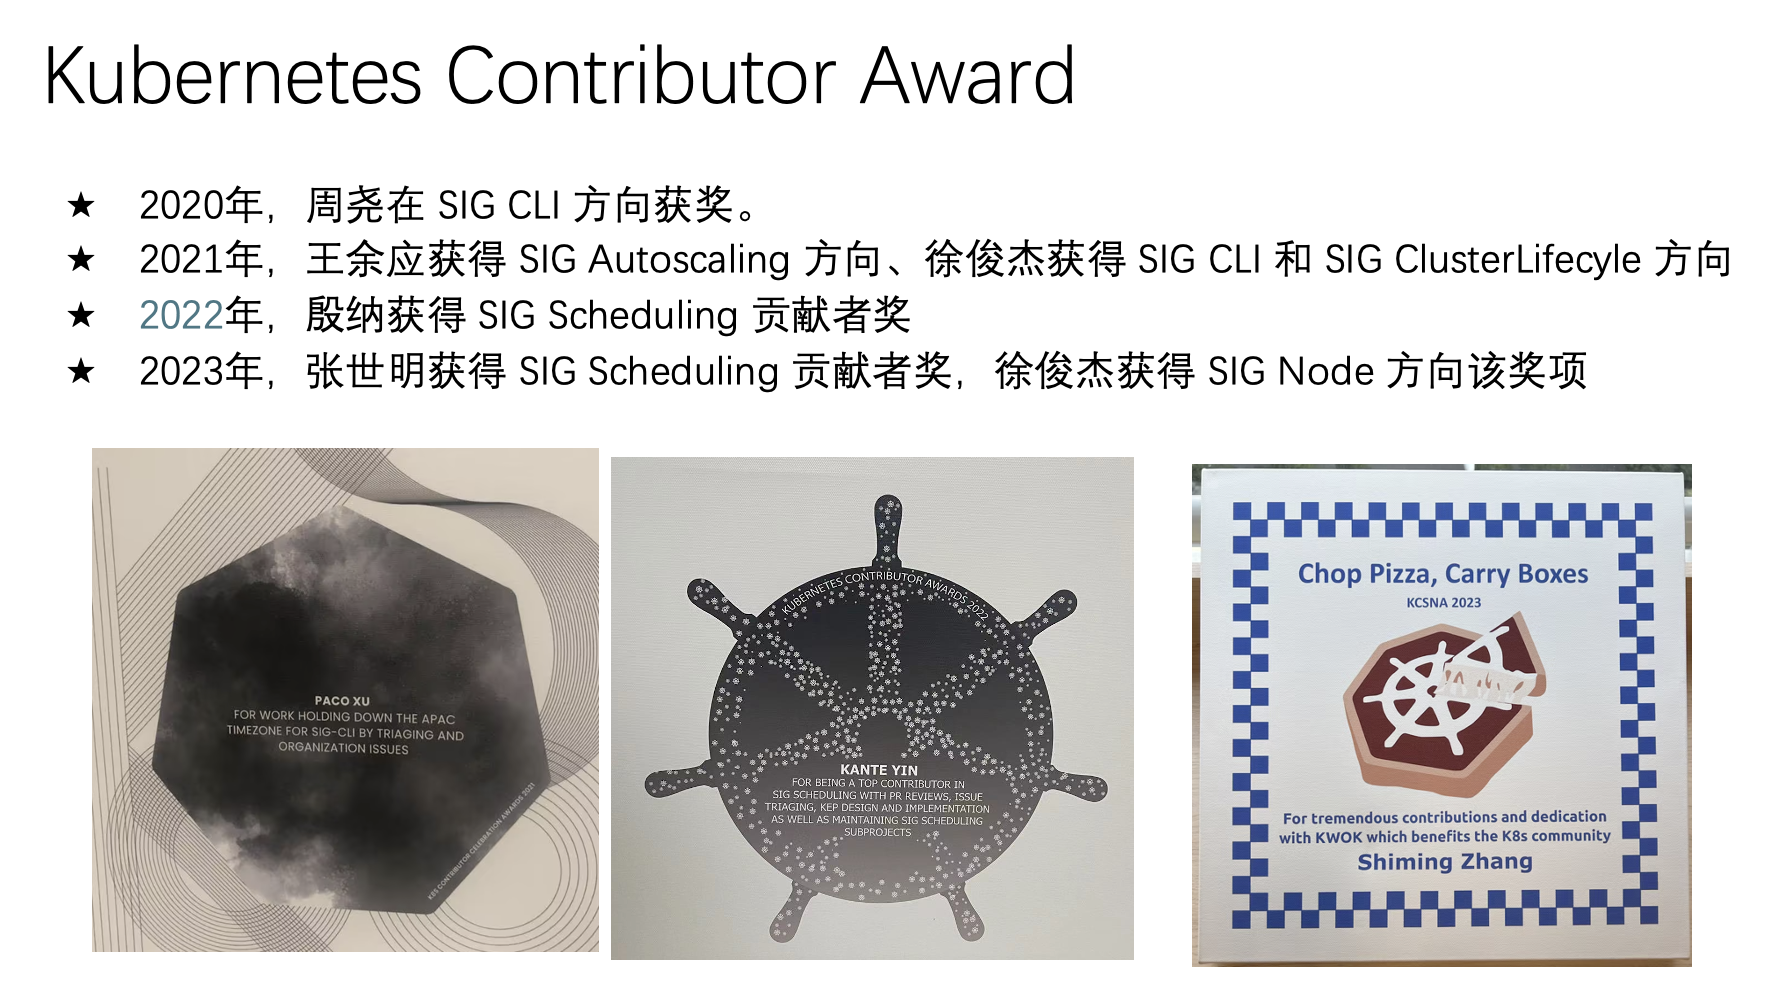 Kubernetes Contributor Award
★ 2020年，周尧在 SIG CLI 方向获奖。
★ 2021年，王余应获得 SIG Autoscaling 方向、徐俊杰获得 SIG CLI 和 SIG ClusterLifecyle 方向
★ 2022年，殷纳获得 SIG Scheduling 贡献者奖
★ 2023年，张世明获得 SIG Scheduling 贡献者奖，徐俊杰获得 SIG Node 方向该奖项
PACO XU
FOR WORK HOLDING DOWN THE APAC
TIMEZONE FOR SIG-CLI BY TRIAGING AND
ORGANIZATION ISSUES
K8S CONTRIBUTOR CELEBRATION AWARDS 2021
KUBERNETES CONTRIBUTOR AWARDS 2022
KANTE YIN
FOR BEING A TOP CONTRIBUTOR IN
SIG SCHEDULING WITH PR REVIEWS, ISSUE
TRIAGING, KEP DESIGN AND IMPLEMENTATION
AS WELL AS MAINTAINING SIG SCHEDULING
SUBPROJECTS
Chop Pizza, Carry Boxes
KCSNA 2023
For tremendous contributions and dedication
with KWOK which benefits the K8s community
Shiming Zhang